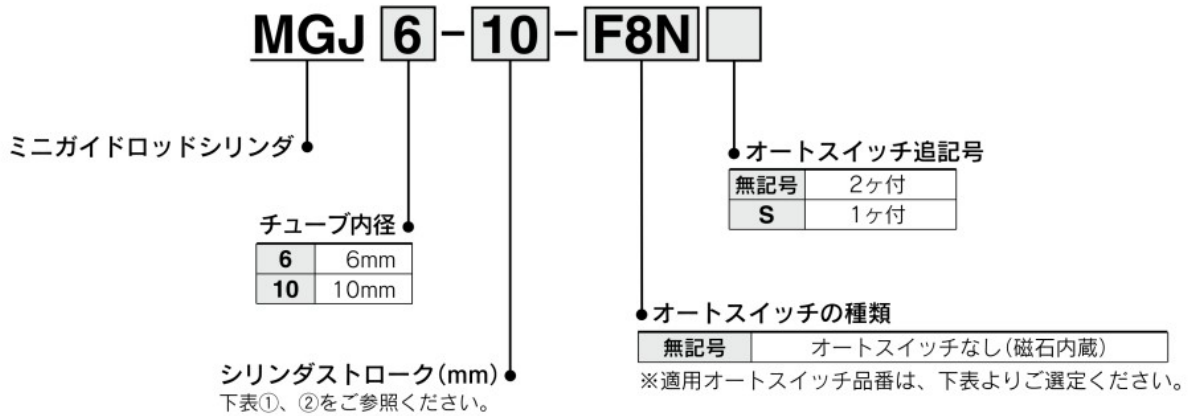 MGJ 6-10-F8N
ミニガイドロッドシリンダ
オートスイッチ追記号
無記号 2ヶ付
S 1ヶ付
チューブ内径
6 6mm
10 10mm
オートスイッチの種類
無記号 オートスイッチなし(磁石内蔵)
※適用オートスイッチ品番は、下表よりご選定ください。
シリンダストローク(mm)
下表①、②をご参照ください。